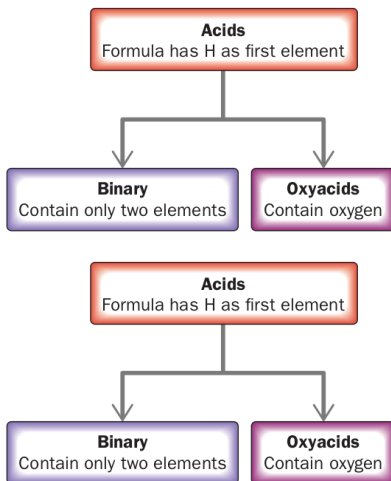 Acids
Formula has H as first element
Binary
Contain only two elements
Oxyacids
Contain oxygen
Acids
Formula has H as first element
Binary
Contain only two elements
Oxyacids
Contain oxygen